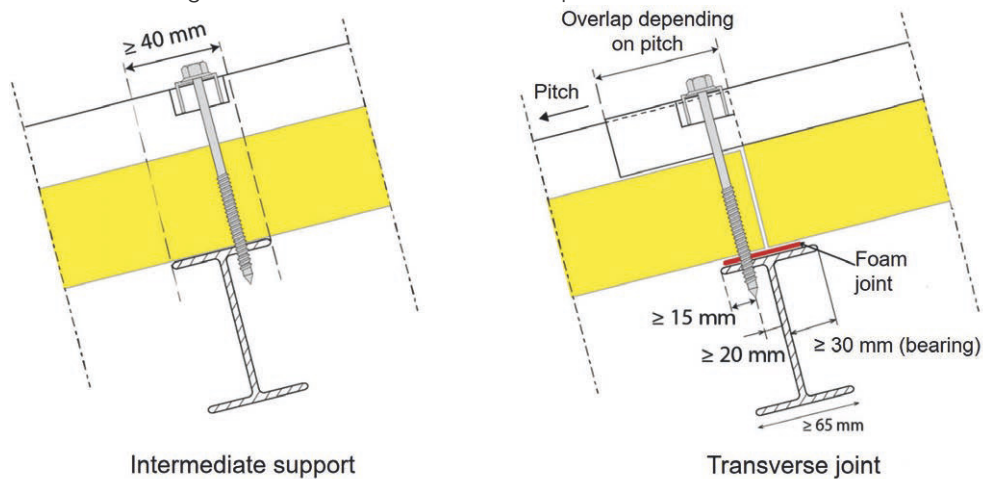 ≥ 40 mm
Overlap depending
on pitch
Pitch
Foam
joint
≥ 15 mm
≥ 20 mm
≥ 30 mm (bearing)
≥ 65 mm
Intermediate support
Transverse joint